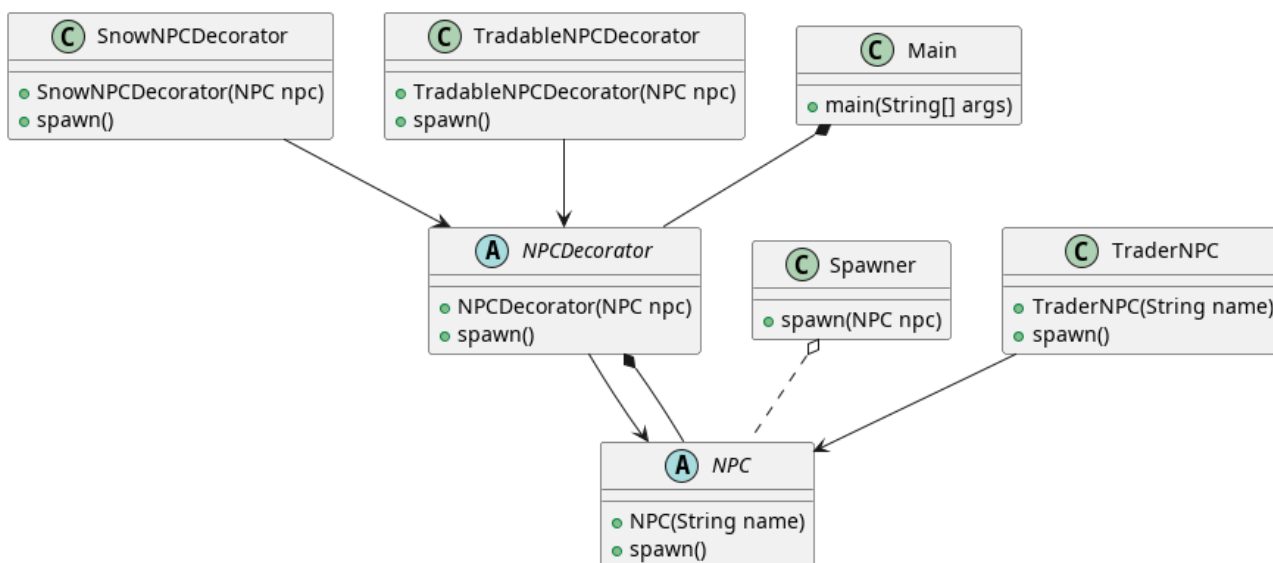 C SnowNPCDecorator
SnowNPCDecorator(NPC npc)
spawn()
C TradableNPCDecorator
TradableNPCDecorator(NPC npc)
spawn()
C Main
main(String[] args)
A NPCDecorator
NPCDecorator(NPC npc)
spawn()
C Spawner
spawn(NPC npc)
C TraderNPC
TraderNPC(String name)
spawn()
A NPC
NPC(String name)
spawn()